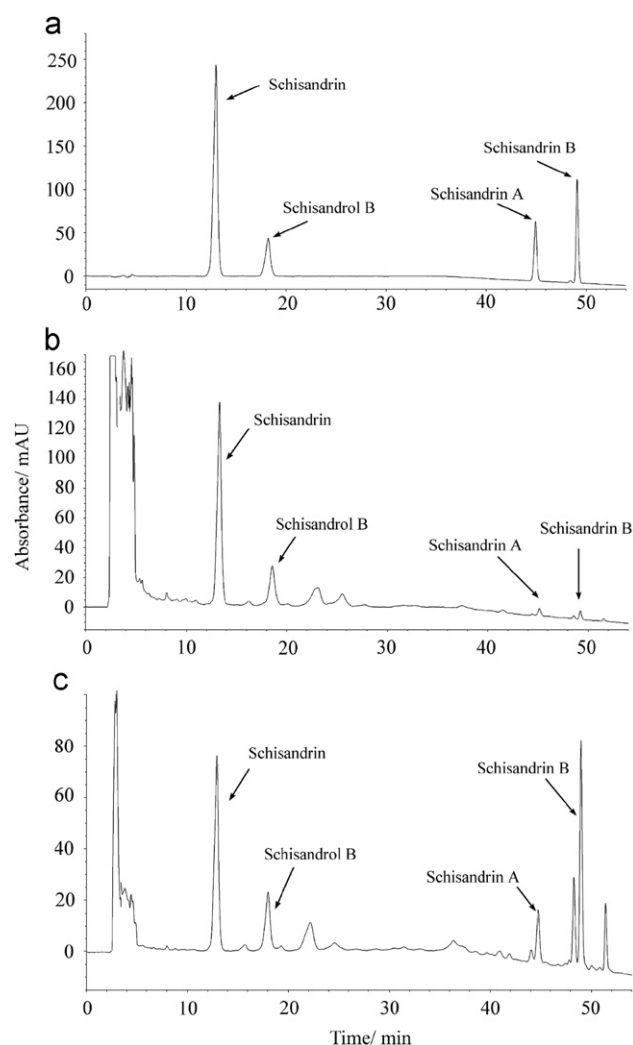 a
250
200
150
100
50
0
Schisandrin
Schisandrol B
Schisandrin A
Schisandrin B
0 10 20 30 40 50
b
160
140
120
100
80
60
40
20
0
Schisandrin
Schisandrol B
Schisandrin A
Schisandrin B
0 10 20 30 40 50
Absorbance/ mAU
c
80
60
40
20
0
Schisandrin
Schisandrol B
Schisandrin A
Schisandrin B
0 10 20 30 40 50
Time/ min